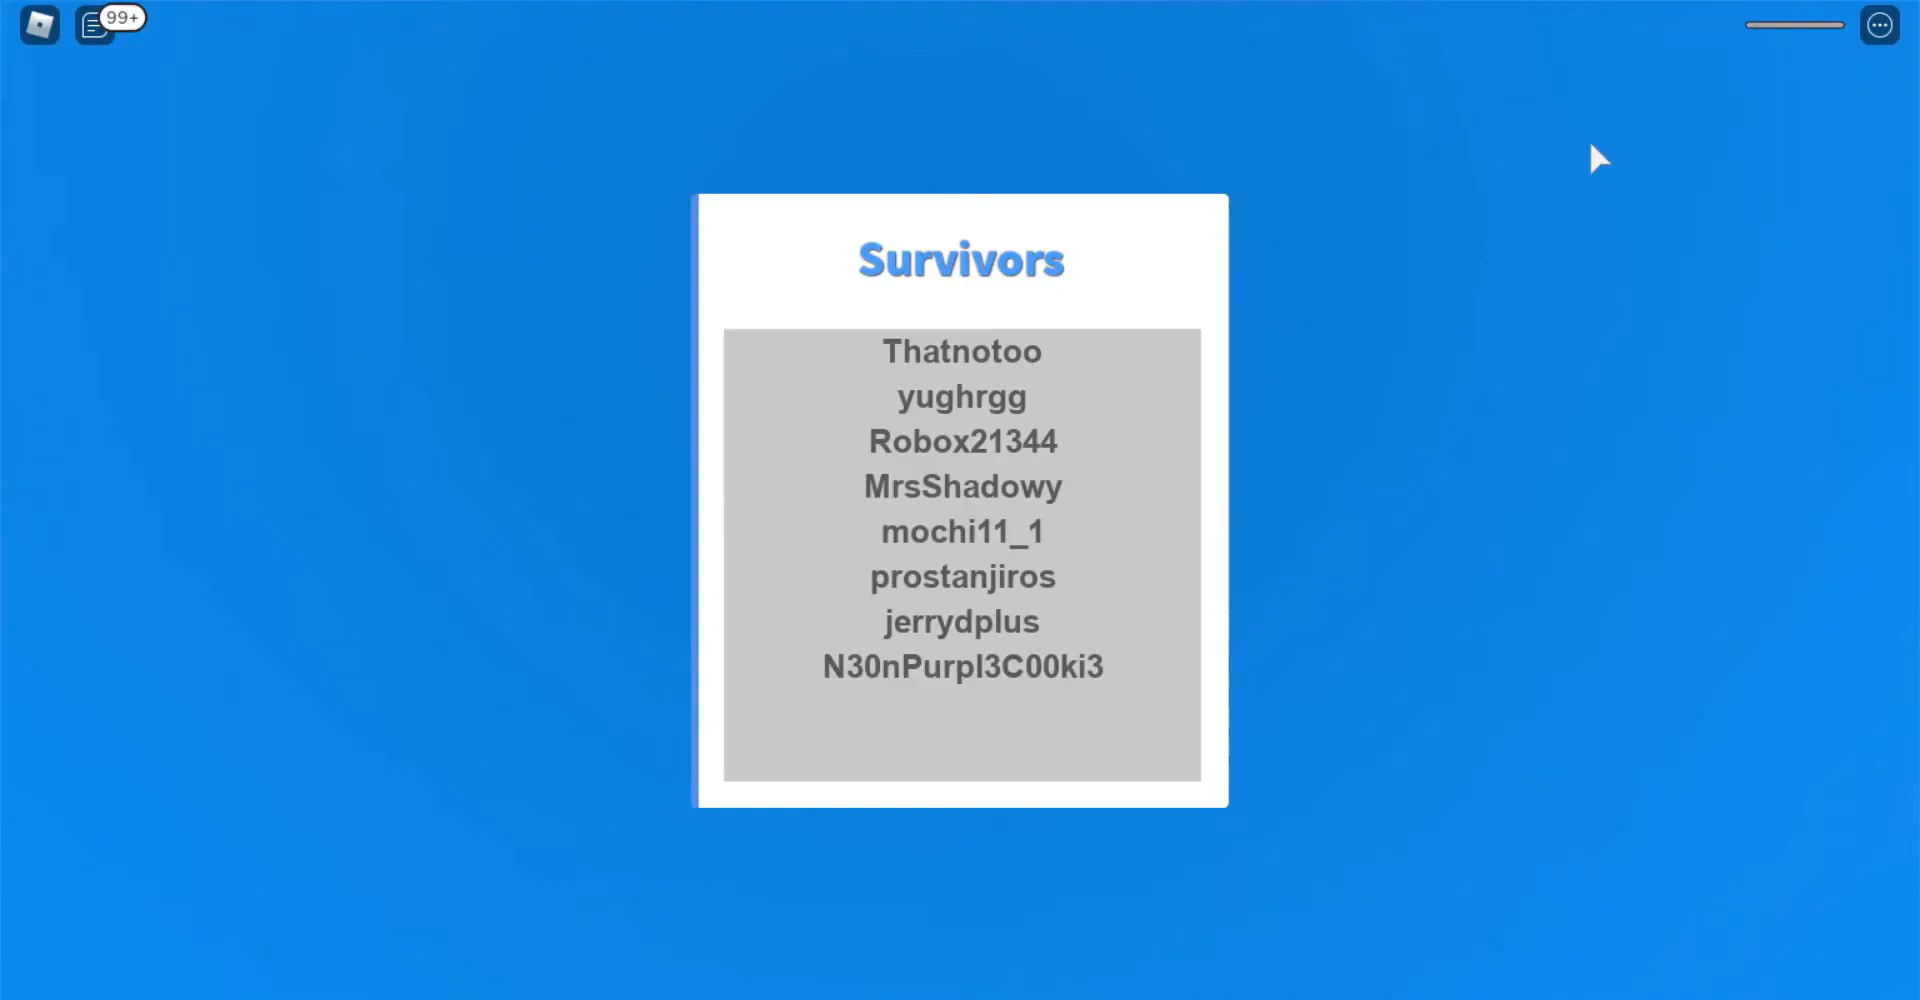 99+
Survivors
Thatnotoo
yughrgg
Robox21344
MrsShadowy
mochi11_1
prostanjiros
jerrydplus
N30nPurpl3C00ki3